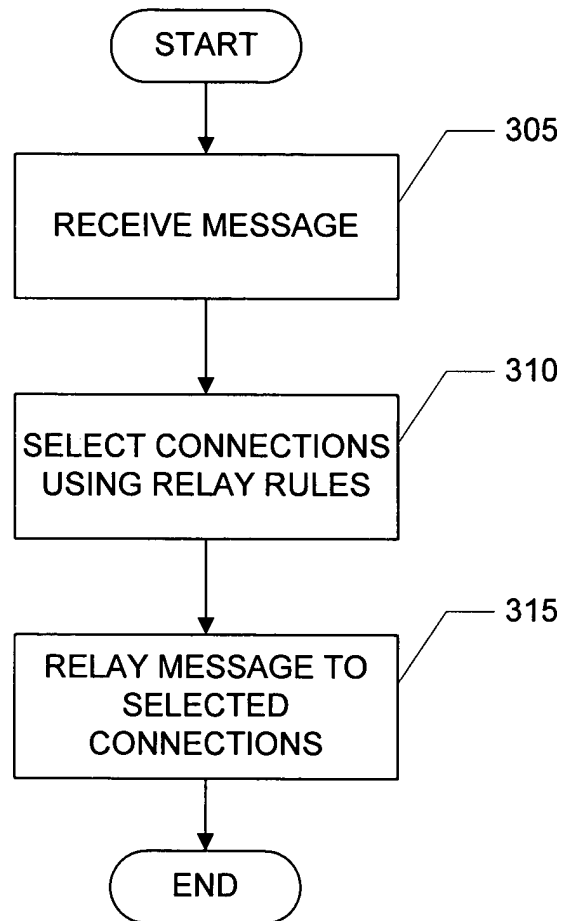 START
305
RECEIVE MESSAGE
310
SELECT CONNECTIONS
USING RELAY RULES
315
RELAY MESSAGE TO
SELECTED
CONNECTIONS
END